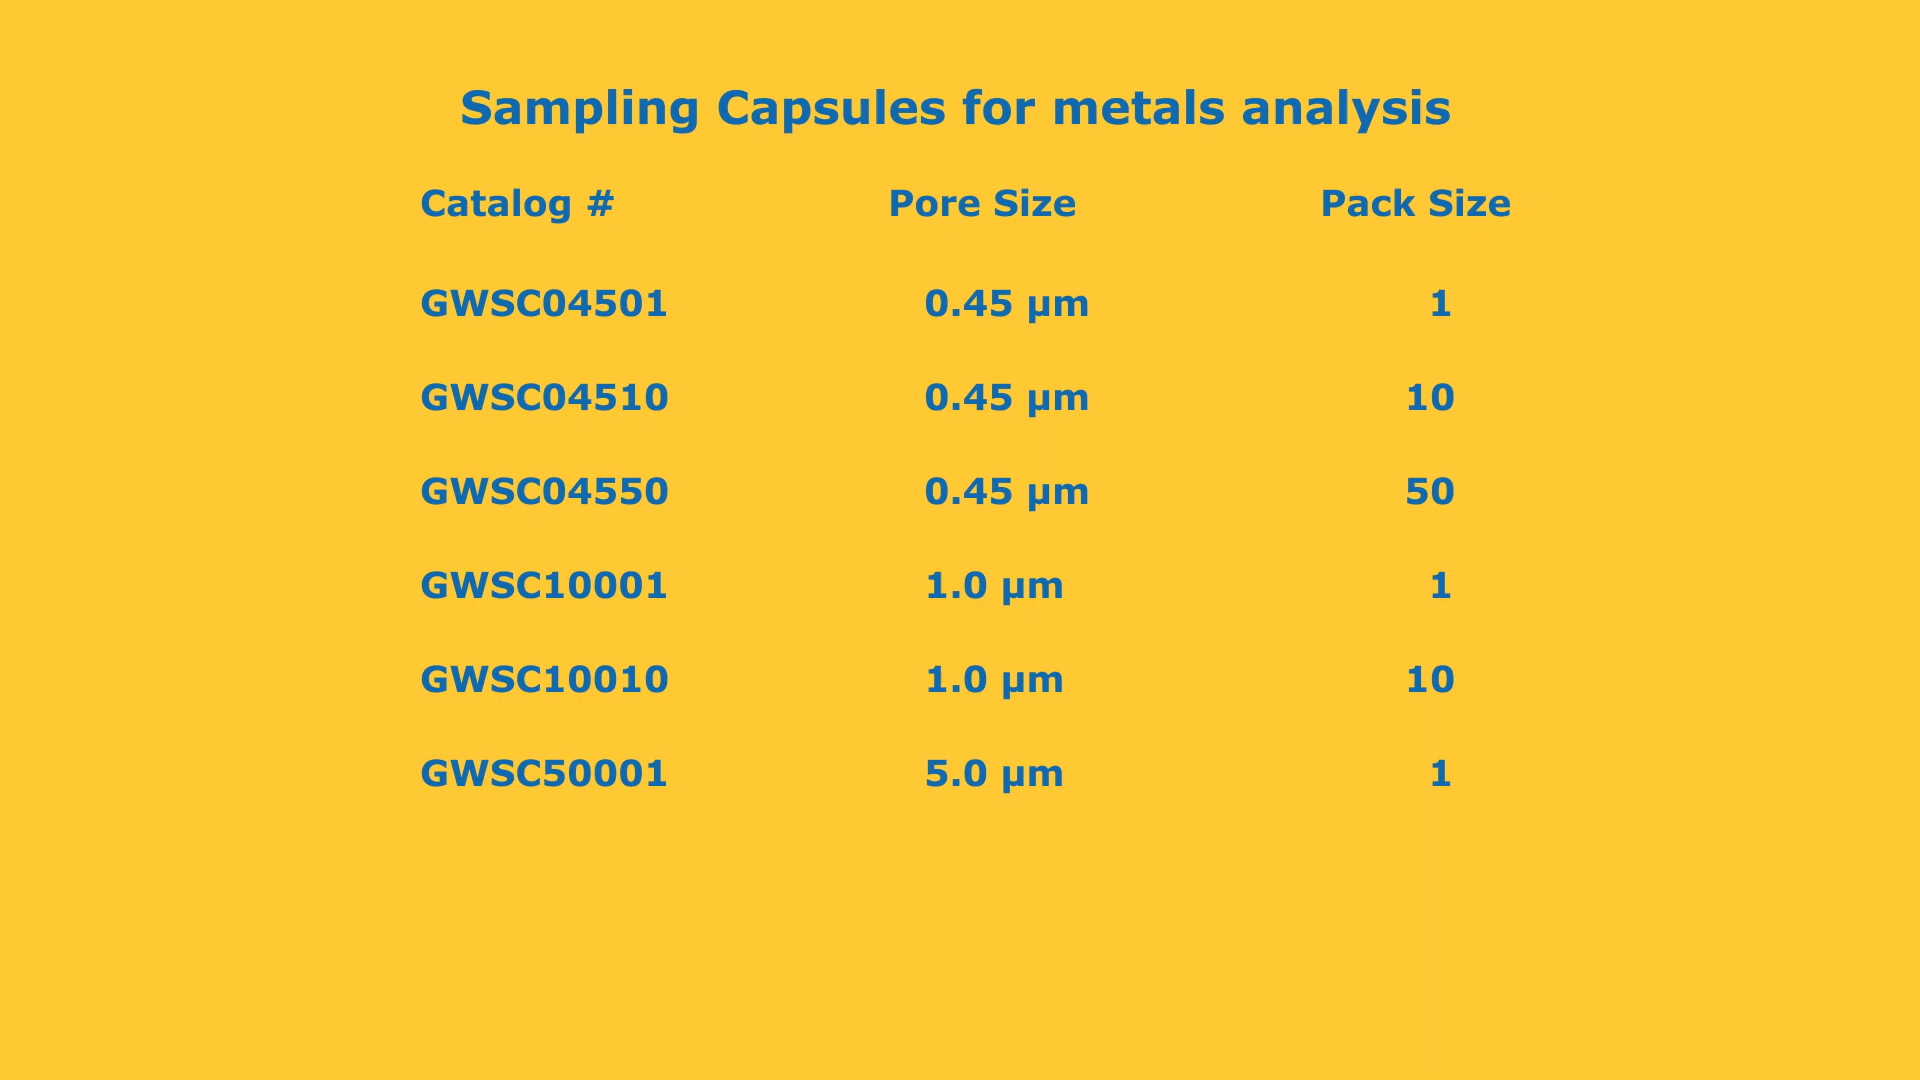 Sampling Capsules for metals analysis
Catalog # Pore Size Pack Size
GWSC04501 0.45 µm 1
GWSC04510 0.45 µm 10
GWSC04550 0.45 µm 50
GWSC10001 1.0 µm 1
GWSC10010 1.0 µm 10
GWSC50001 5.0 µm 1